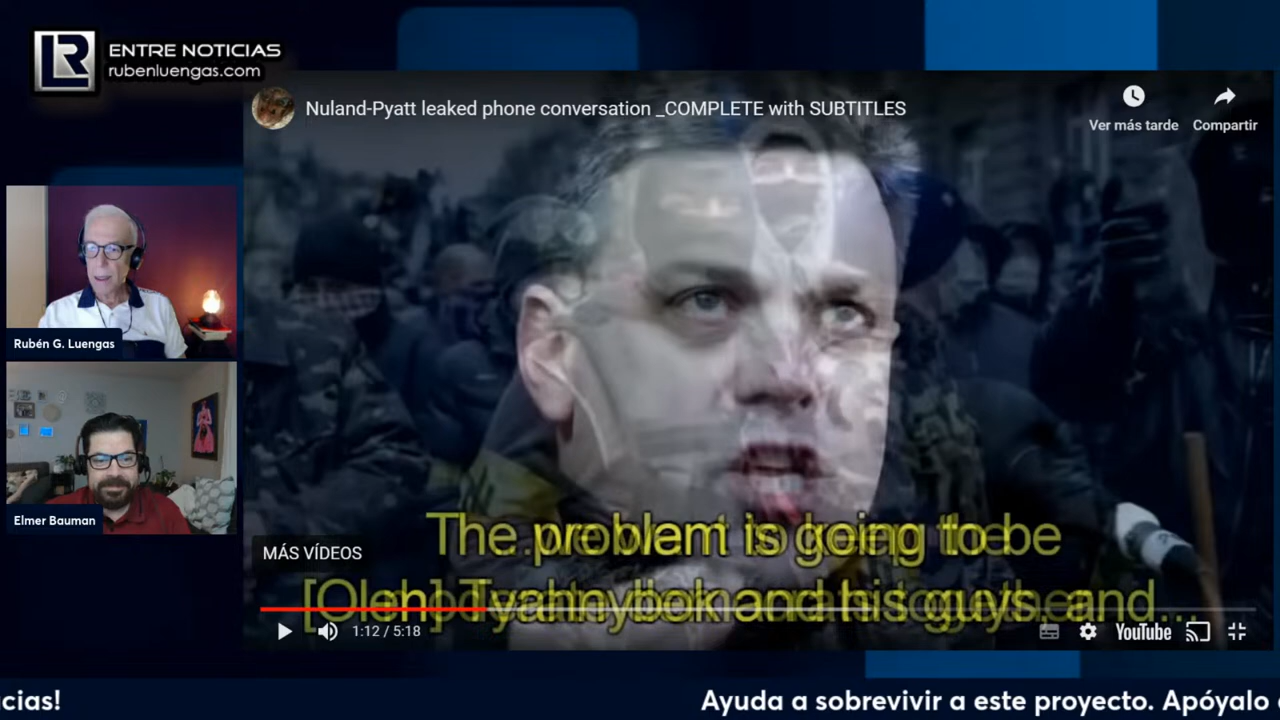 ENTRE NOTICIAS
rubenluengas.com
Nuland-Pyatt leaked phone conversation _COMPLETE with SUBTITLES
Ver más tarde
Compartir
Rubén G. Luengas
Elmer Bauman
The problem is going to be
[Oleh] Tyahnybok and his guys, and...
MÁS VÍDEOS
1:12 / 5:18
YouTube
cias!
Ayuda a sobrevivir a este proyecto. Apóyalo